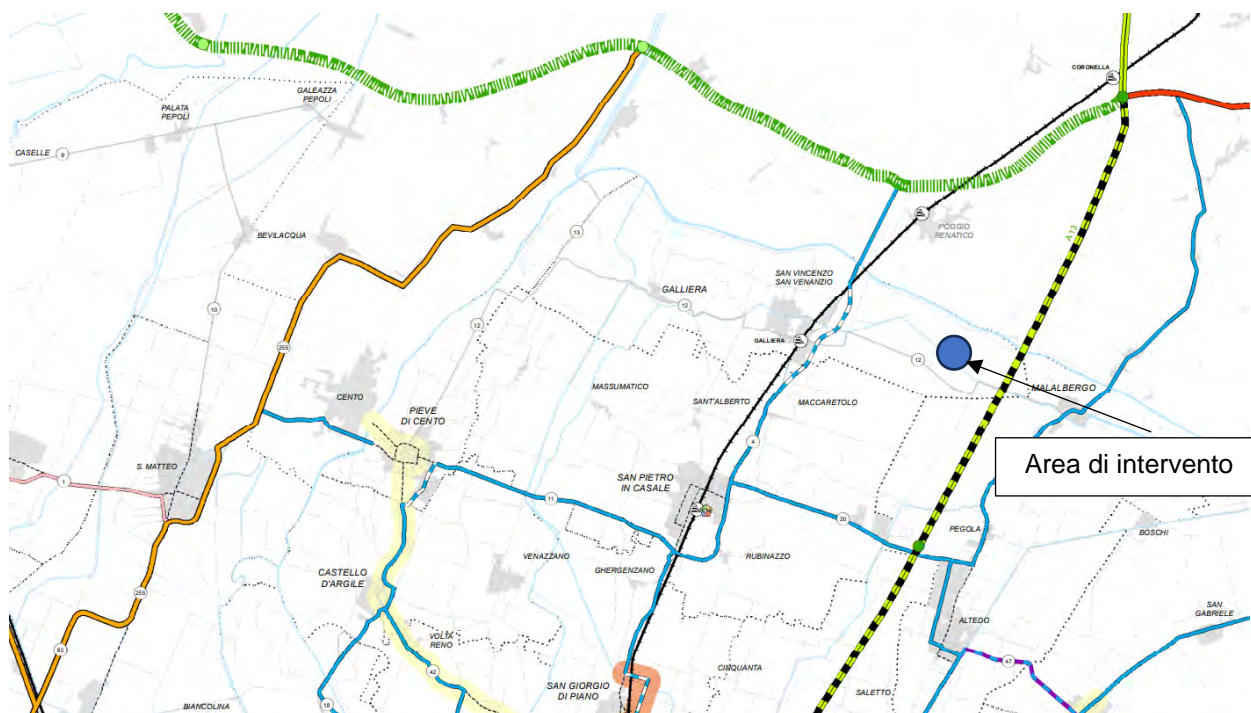 CORONELLA
GALEAZZA
PEPOLI
PALATA
PEPOLI
CASELLE
9
BEVILACQUA
13
POGGIO
RENATICO
A13
SAN VINCENZO
SAN VENANZIO
GALLIERA
12
10
12
GALLIERA
12
255
MASSUMATICO
SANT'ALBERTO
MACCARETOLO
MALALBERGO
CENTO
PIEVE
DI CENTO
4
Area di intervento
S. MATTEO
1
11
SAN PIETRO
IN CASALE
20
PEGOLA
BOSCHI
VENAZZANO
GHERGENZANO
RUBINAZZO
CASTELLO
D'ARGILE
255
SAN
GABRIELE
ALTEDO
VOLTA
RENO
83
42
47
CINQUANTA
SAN GIORGIO
DI PIANO
SALETTO
BIANCOLINA
18